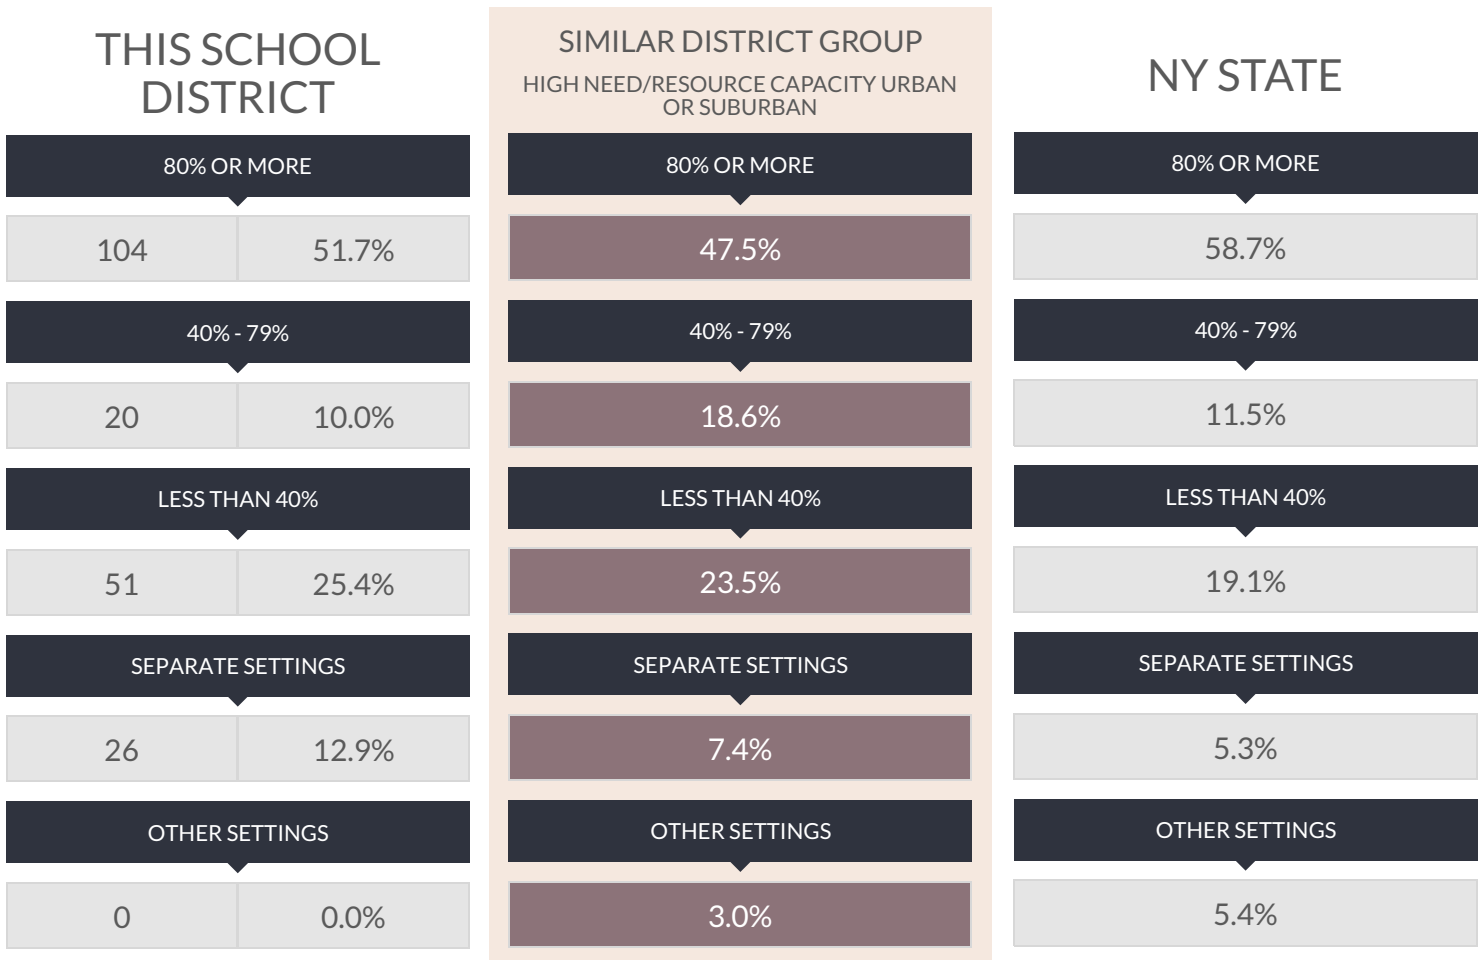 THIS SCHOOL
DISTRICT
80% OR MORE
104 51.7%
40% - 79%
20 10.0%
LESS THAN 40%
51 25.4%
SEPARATE SETTINGS
26 12.9%
OTHER SETTINGS
0 0.0%
SIMILAR DISTRICT GROUP
HIGH NEED/RESOURCE CAPACITY URBAN
OR SUBURBAN
80% OR MORE
47.5%
40% - 79%
18.6%
LESS THAN 40%
23.5%
SEPARATE SETTINGS
7.4%
OTHER SETTINGS
3.0%
NY STATE
80% OR MORE
58.7%
40% - 79%
11.5%
LESS THAN 40%
19.1%
SEPARATE SETTINGS
5.3%
OTHER SETTINGS
5.4%